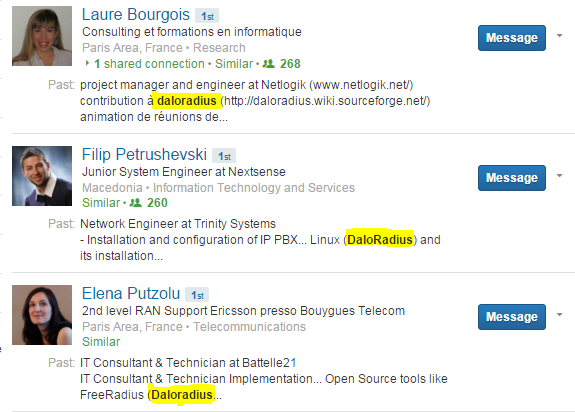 Laure Bourgois 1st
Consulting et formations en informatique
Paris Area, France • Research
1 shared connection • Similar • 268
Message
Past: project manager and engineer at Netlogik (www.netlogik.net/)
contribution à daloradius (http://daloradius.wiki.sourceforge.net/)
animation de réunions de...
Filip Petrushevski 1st
Junior System Engineer at Nextsense
Macedonia • Information Technology and Services
Similar • 260
Message
Past: Network Engineer at Trinity Systems
- Installation and configuration of IP PBX... Linux (DaloRadius) and
its installation...
Elena Putzolu 1st
2nd level RAN Support Ericsson presso Bouygues Telecom
Paris Area, France • Telecommunications
Similar
Message
Past: IT Consultant & Technician at Battelle21
IT Consultant & Technician Implementation... Open Source tools like
FreeRadius (Daloradius...